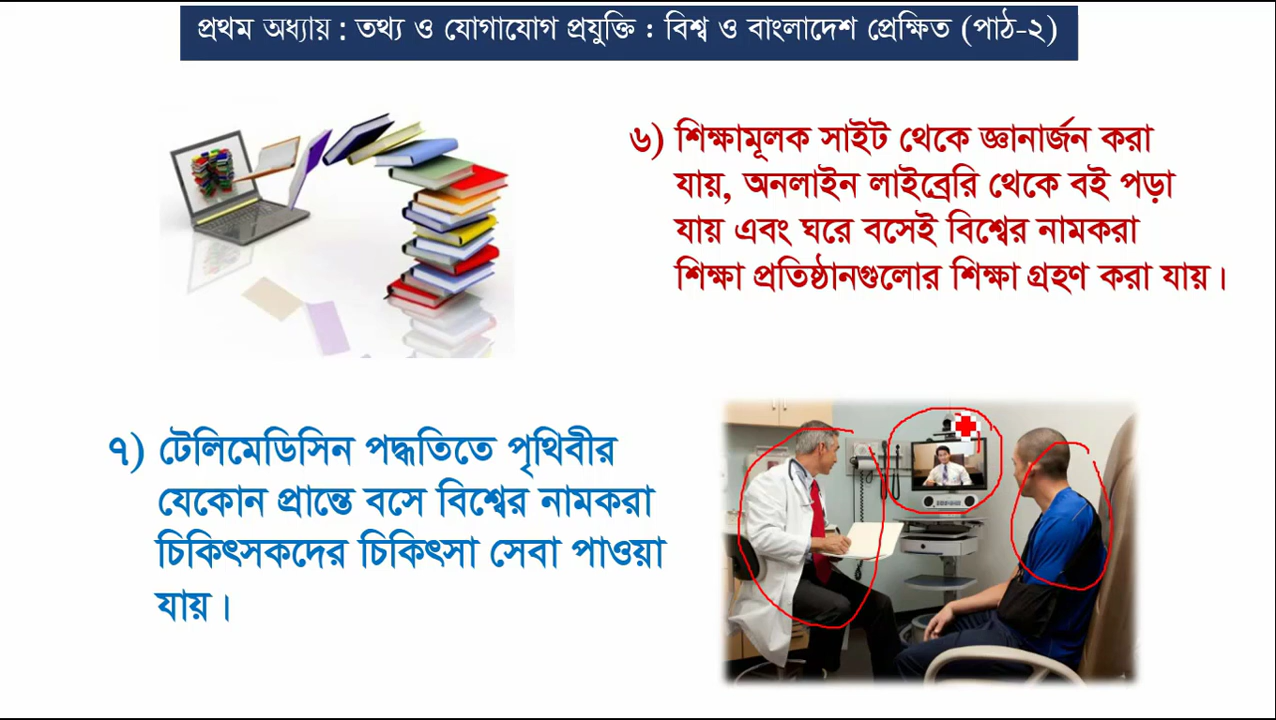 প্রথম অধ্যায় : তথ্য ও যোগাযোগ প্রযুক্তি : বিশ্ব ও বাংলাদেশ প্রেক্ষিত (পাঠ-২)
৬) শিক্ষামূলক সাইট থেকে জ্ঞানার্জন করা
যায়, অনলাইন লাইব্রেরি থেকে বই পড়া
যায় এবং ঘরে বসেই বিশ্বের নামকরা
শিক্ষা প্রতিষ্ঠানগুলোর শিক্ষা গ্রহণ করা যায়।
৭) টেলিমেডিসিন পদ্ধতিতে পৃথিবীর
যেকোন প্রান্তে বসে বিশ্বের নামকরা
চিকিৎসকদের চিকিৎসা সেবা পাওয়া
যায়।